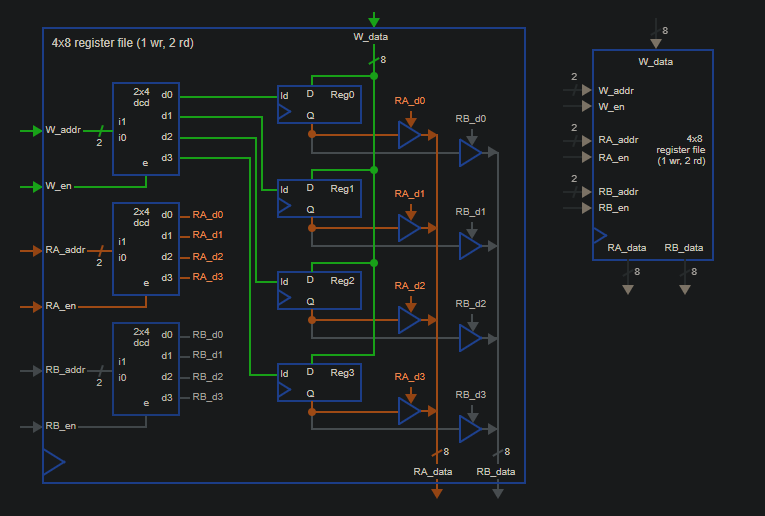 4x8 register file (1 wr, 2 rd)
W_data
8
2x4
dcd
d0
d1
i1
i0
d2
d3
e
W_addr
2
W_en
2x4
dcd
d0
d1
i1
i0
d2
d3
e
RA_addr
2
RA_en
RA_d0
RA_d1
RA_d2
RA_d3
2x4
dcd
d0
d1
i1
i0
d2
d3
e
RB_addr
2
RB_en
RB_d0
RB_d1
RB_d2
RB_d3
ld
D
Reg0
Q
RA_d0
RB_d0
ld
D
Reg1
Q
RA_d1
RB_d1
ld
D
Reg2
Q
RA_d2
RB_d2
ld
D
Reg3
Q
RA_d3
RB_d3
8
8
RA_data
RB_data
8
W_data
2
W_addr
W_en
2
RA_addr
RA_en
4x8
register file
(1 wr, 2 rd)
2
RB_addr
RB_en
RA_data
RB_data
8
8